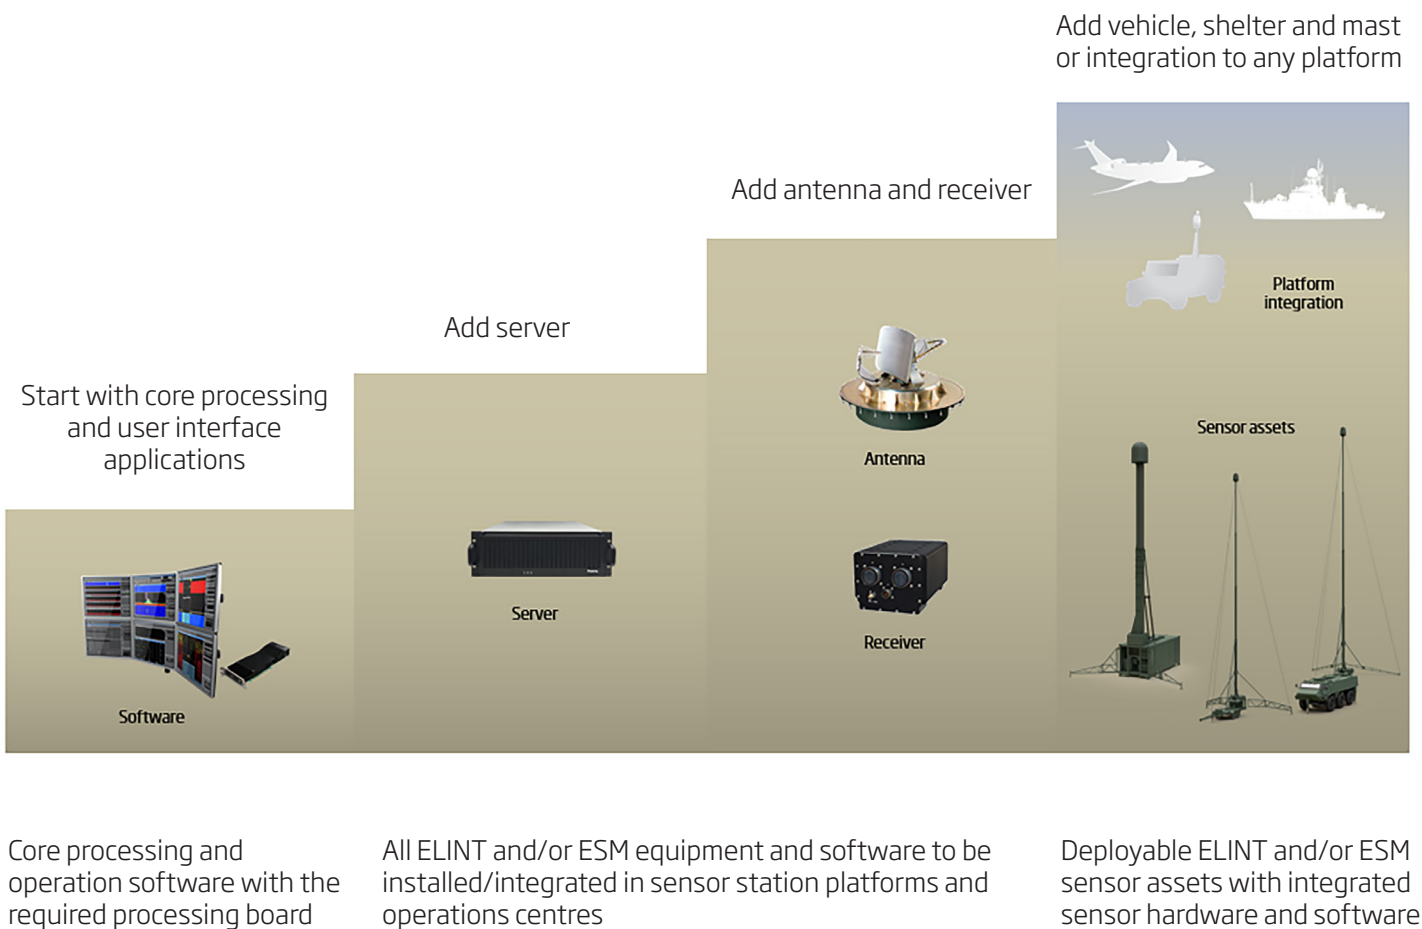 Add vehicle, shelter and mast
or integration to any platform
Add antenna and receiver
Platform
integration
Add server
Start with core processing
and user interface
applications
Sensor assets
Antenna
Server
Receiver
Software
Core processing and
operation software with the
required processing board
All ELINT and/or ESM equipment and software to be
installed/integrated in sensor station platforms and
operations centres
Deployable ELINT and/or ESM
sensor assets with integrated
sensor hardware and software